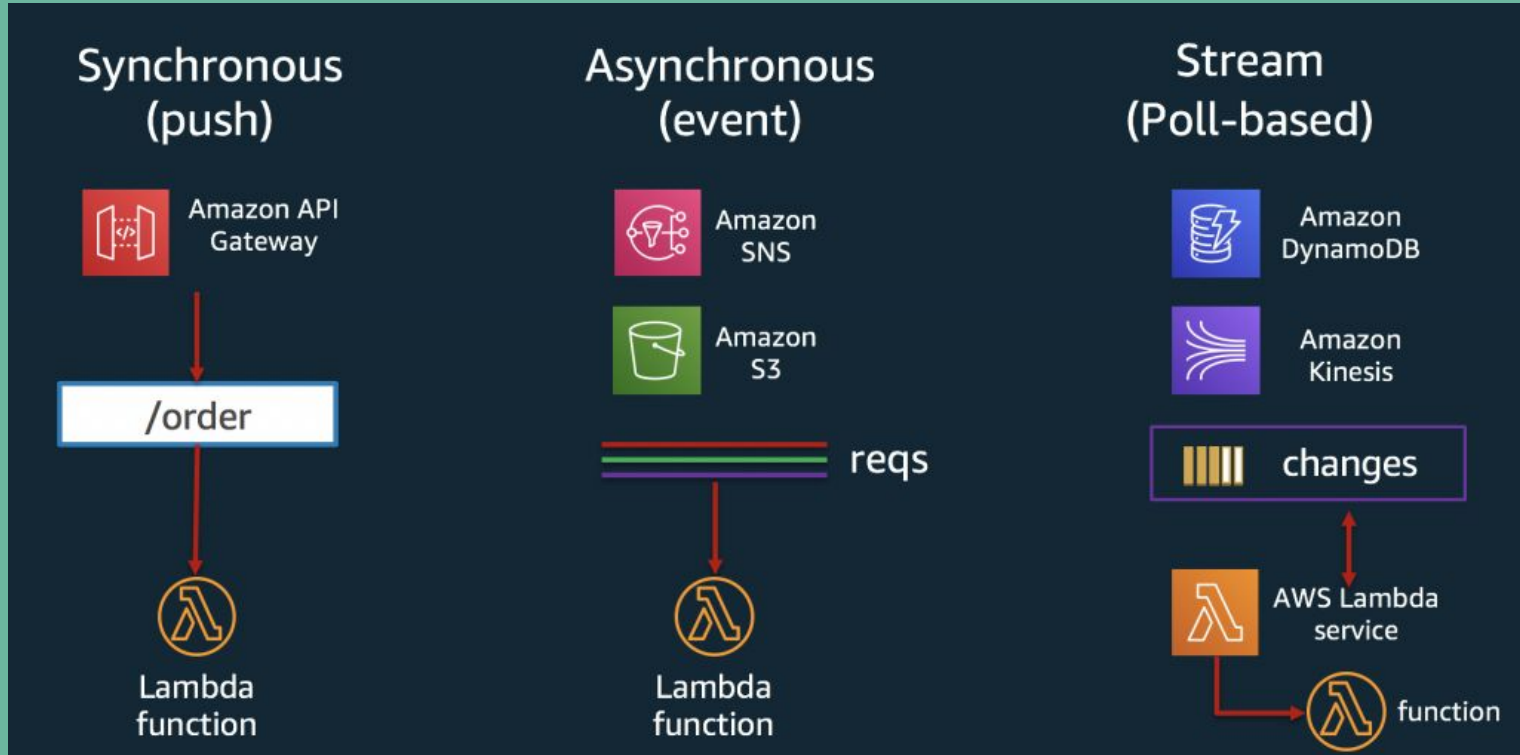 Synchronous
(push)
Amazon API
Gateway
/order
Lambda
function
Asynchronous
(event)
Amazon
SNS
Amazon
S3
reqs
Lambda
function
Stream
(Poll-based)
Amazon
DynamoDB
Amazon
Kinesis
changes
AWS Lambda
service
function